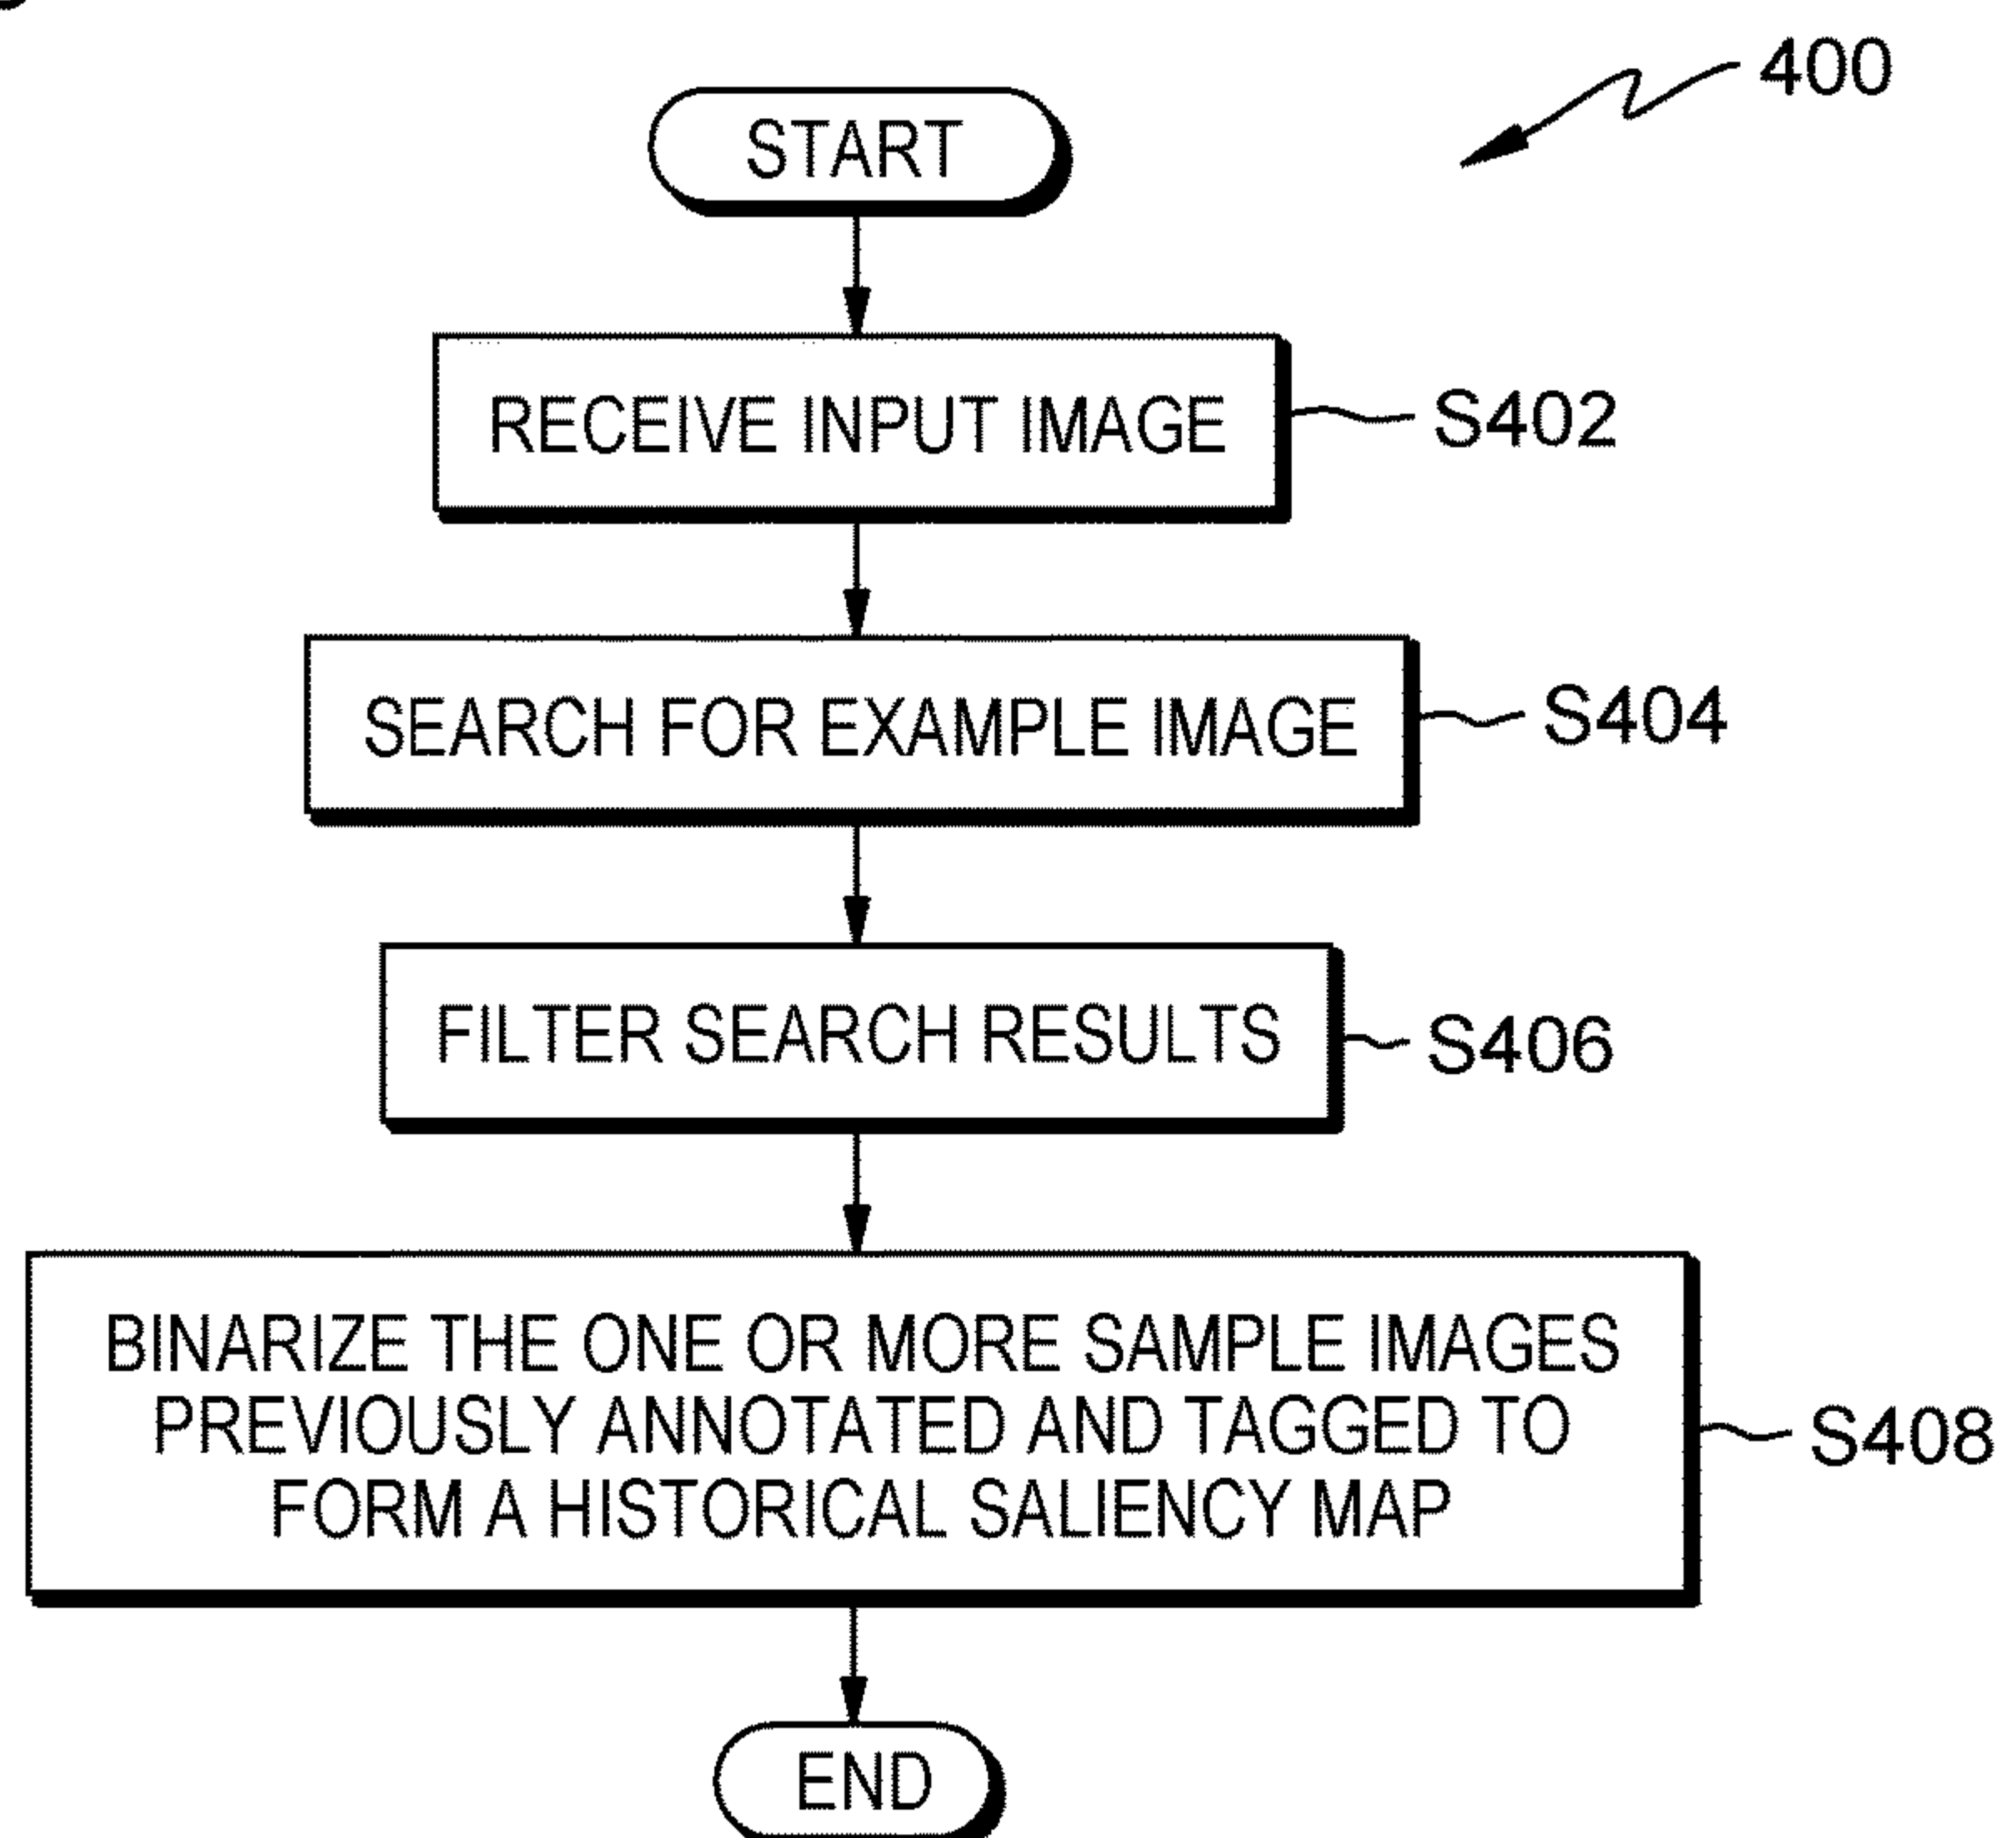 400
START
RECEIVE INPUT IMAGE
S402
SEARCH FOR EXAMPLE IMAGE
S404
FILTER SEARCH RESULTS
S406
BINARIZE THE ONE OR MORE SAMPLE IMAGES
PREVIOUSLY ANNOTATED AND TAGGED TO
FORM A HISTORICAL SALIENCY MAP
S408
END